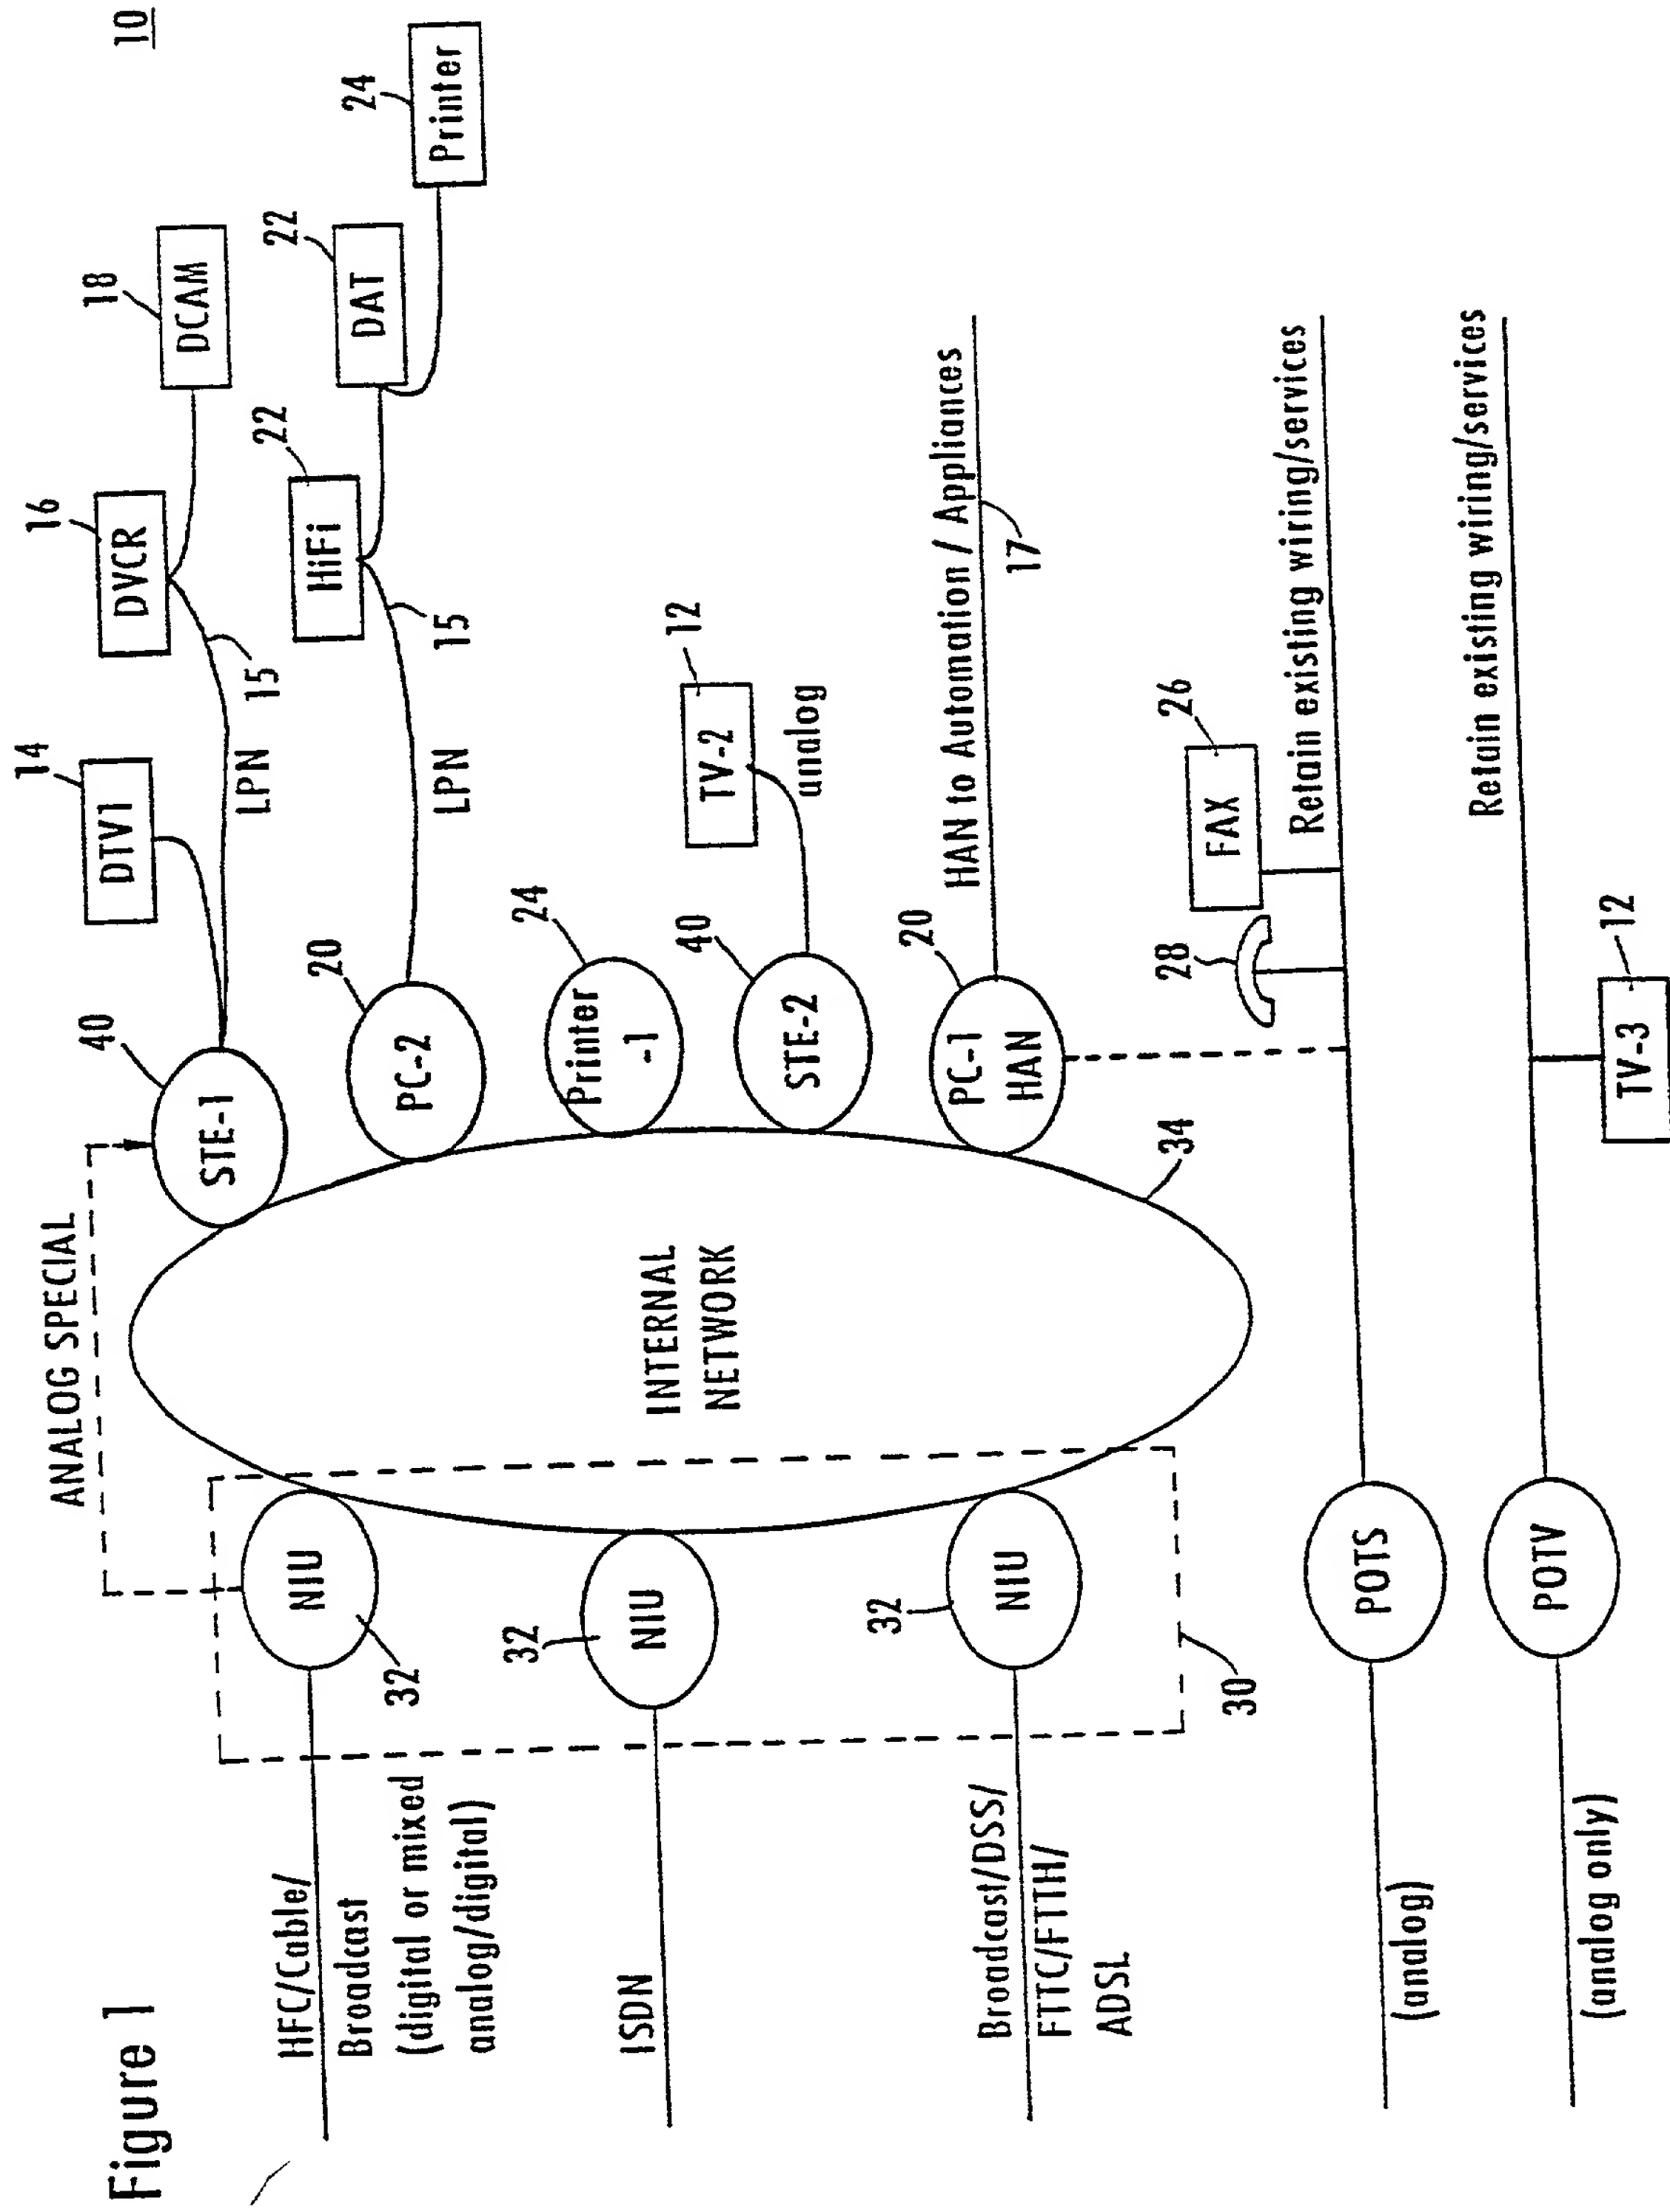 Figure 1
10
ANALOG SPECIAL
HFC/Cable/
Broadcast
(digital or mixed
analog/digital)
NIU
32
ISDN
NIU
32
Broadcast/DSS/
FTTC/FTTH/
ADSL
NIU
32
30
INTERNAL
NETWORK
34
STE-1
40
DTV1
14
LPN
15
DVCR
16
DCAM
18
PC-2
20
LPN
15
HiFi
22
DAT
22
Printer
24
Printer
-1
24
STE-2
40
TV-2
12
analog
PC-1
HAN
20
HAN to Automation / Appliances
17
(analog)
POTS
28
FAX
26
Retain existing wiring/services
(analog only)
POTV
TV-3
12
Retain existing wiring/services